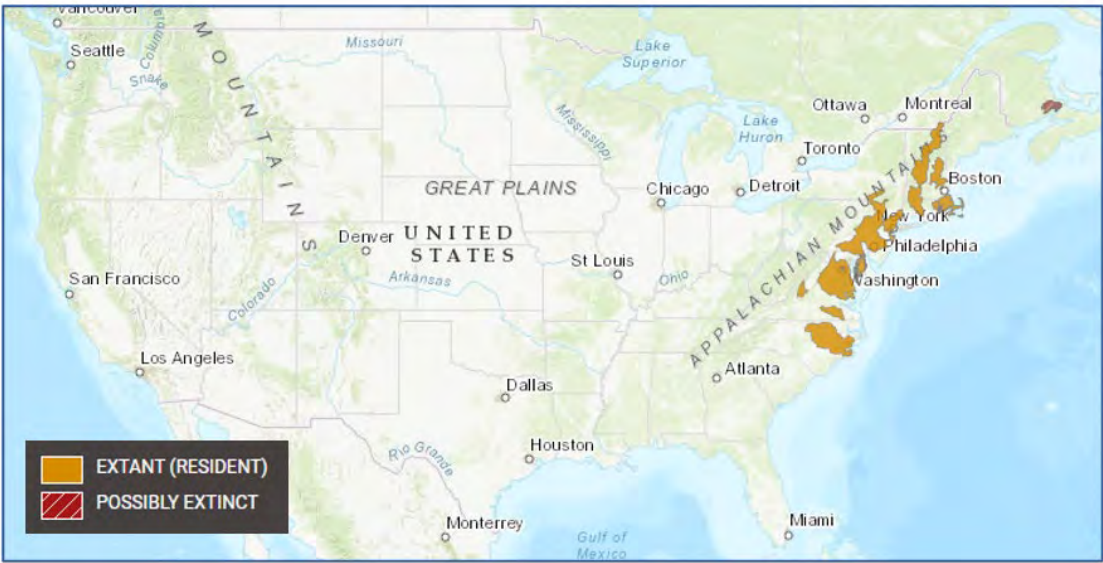 Vancouver
Seattle
Columbia
Snake
MOUNTAINS
Missouri
Lake
Superior
Mississippi
Lake
Huron
Ottawa
Montreal
Toronto
GREAT PLAINS
Chicago
Detroit
Boston
New York
Philadelphia
Washington
APPALACHIAN MOUNTAI
Denver
UNITED
STATES
St Louis
Ohio
San Francisco
Colorado
Arkansas
Los Angeles
Atlanta
Dallas
Houston
Rio Grande
EXTANT (RESIDENT)
POSSIBLY EXTINCT
Monterrey
Gulf of
Mexico
Miami